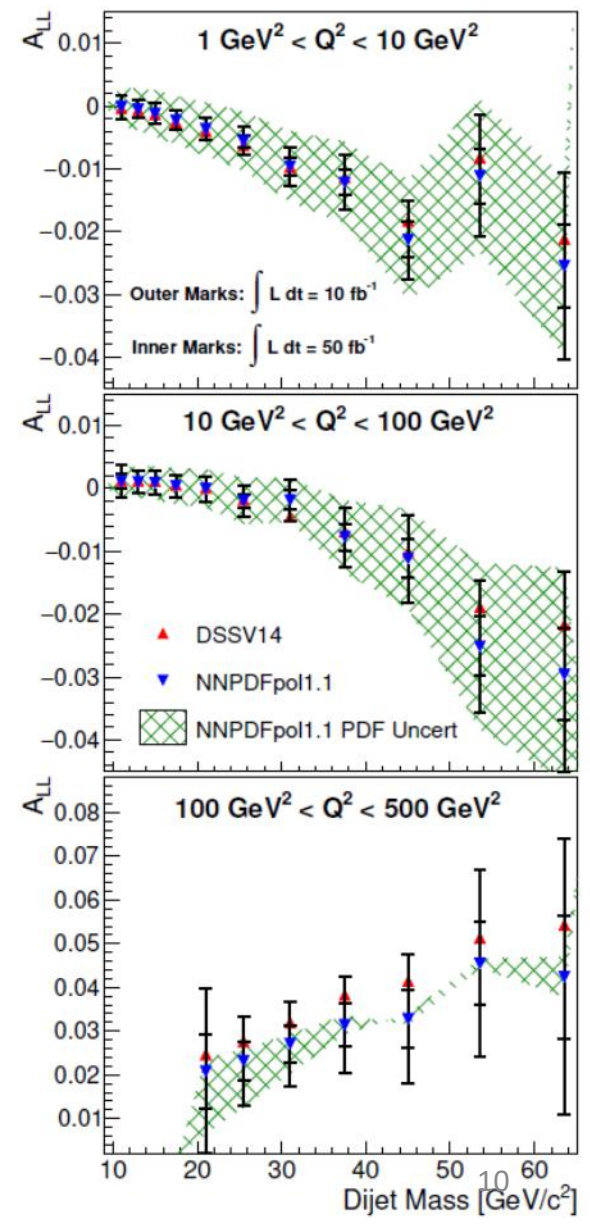 A_LL
1 GeV² < Q² < 10 GeV²
0.01
0
−0.01
−0.02
−0.03
−0.04
Outer Marks: ∫ L dt = 10 fb⁻¹
Inner Marks: ∫ L dt = 50 fb⁻¹
A_LL
10 GeV² < Q² < 100 GeV²
0.01
0
−0.01
−0.02
−0.03
−0.04
DSSV14
NNPDFpol1.1
NNPDFpol1.1 PDF Uncert
A_LL
100 GeV² < Q² < 500 GeV²
0.08
0.07
0.06
0.05
0.04
0.03
0.02
0.01
10 20 30 40 50 60
10
Dijet Mass [GeV/c²]